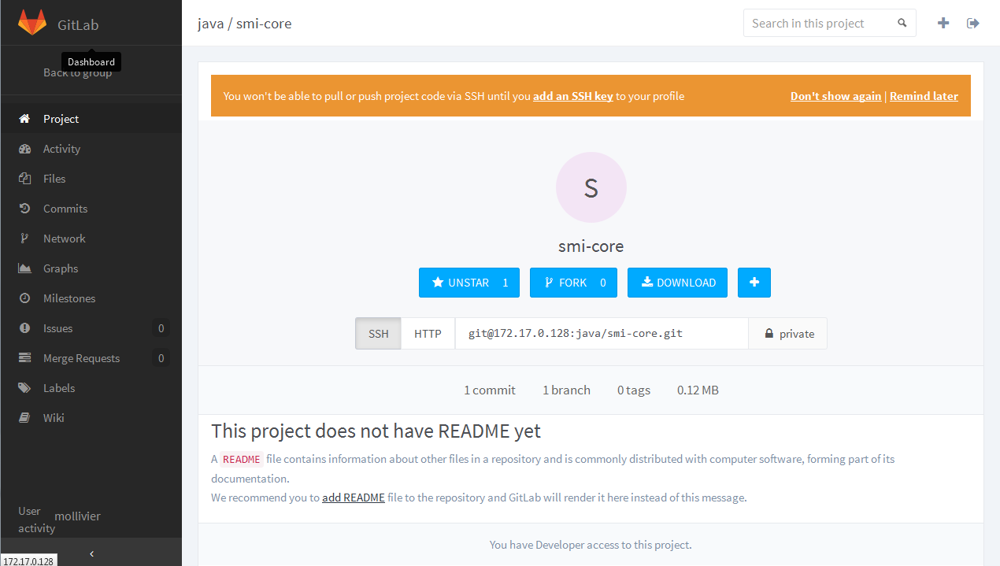 GitLab
java / smi-core
Search in this project
Dashboard
Back to group
Project
Activity
Files
Commits
Network
Graphs
Milestones
Issues 0
Merge Requests 0
Labels
Wiki
User activity
mollivier
172.17.0.128
You won't be able to pull or push project code via SSH until you add an SSH key to your profile
Don't show again | Remind later
S
smi-core
UNSTAR 1
FORK 0
DOWNLOAD
SSH HTTP git@172.17.0.128:java/smi-core.git private
1 commit 1 branch 0 tags 0.12 MB
This project does not have README yet
A README file contains information about other files in a repository and is commonly distributed with computer software, forming part of its
documentation.
We recommend you to add README file to the repository and GitLab will render it here instead of this message.
You have Developer access to this project.